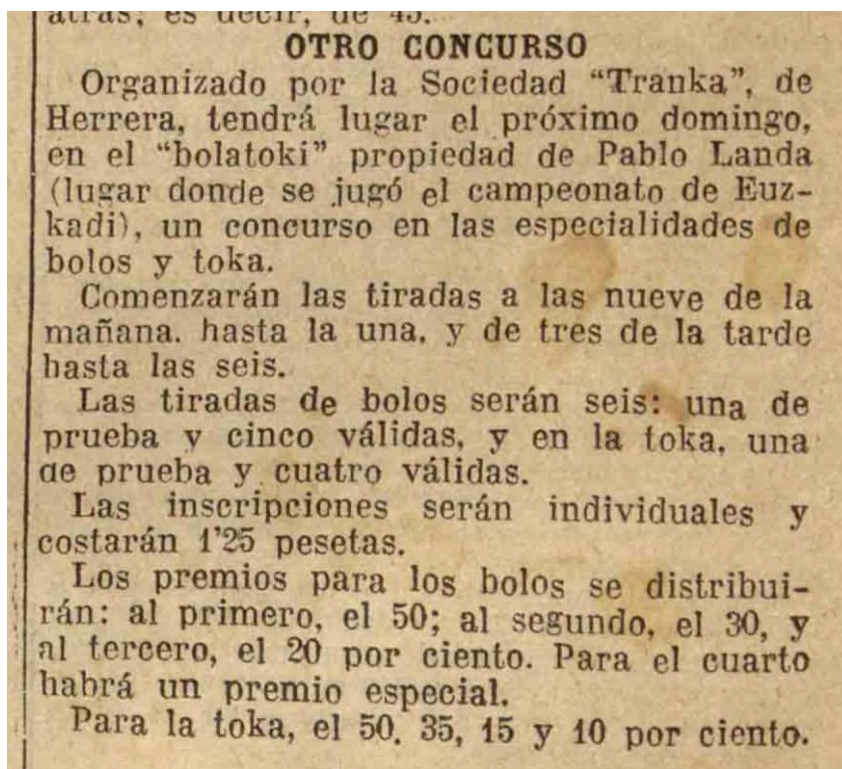 atrás; es decir, de 45.
OTRO CONCURSO
Organizado por la Sociedad “Tranka”, de
Herrera, tendrá lugar el próximo domingo,
en el “bolatoki” propiedad de Pablo Landa
(lugar donde se jugó el campeonato de Euz-
kadi), un concurso en las especialidades de
bolos y toka.
Comenzarán las tiradas a las nueve de la
mañana. hasta la una, y de tres de la tarde
hasta las seis.
Las tiradas de bolos serán seis: una de
prueba y cinco válidas, y en la toka, una
de prueba y cuatro válidas.
Las inscripciones serán individuales y
costarán 1'25 pesetas.
Los premios para los bolos se distribui-
rán: al primero, el 50; al segundo, el 30, y
al tercero, el 20 por ciento. Para el cuarto
habrá un premio especial.
Para la toka, el 50. 35, 15 y 10 por ciento.